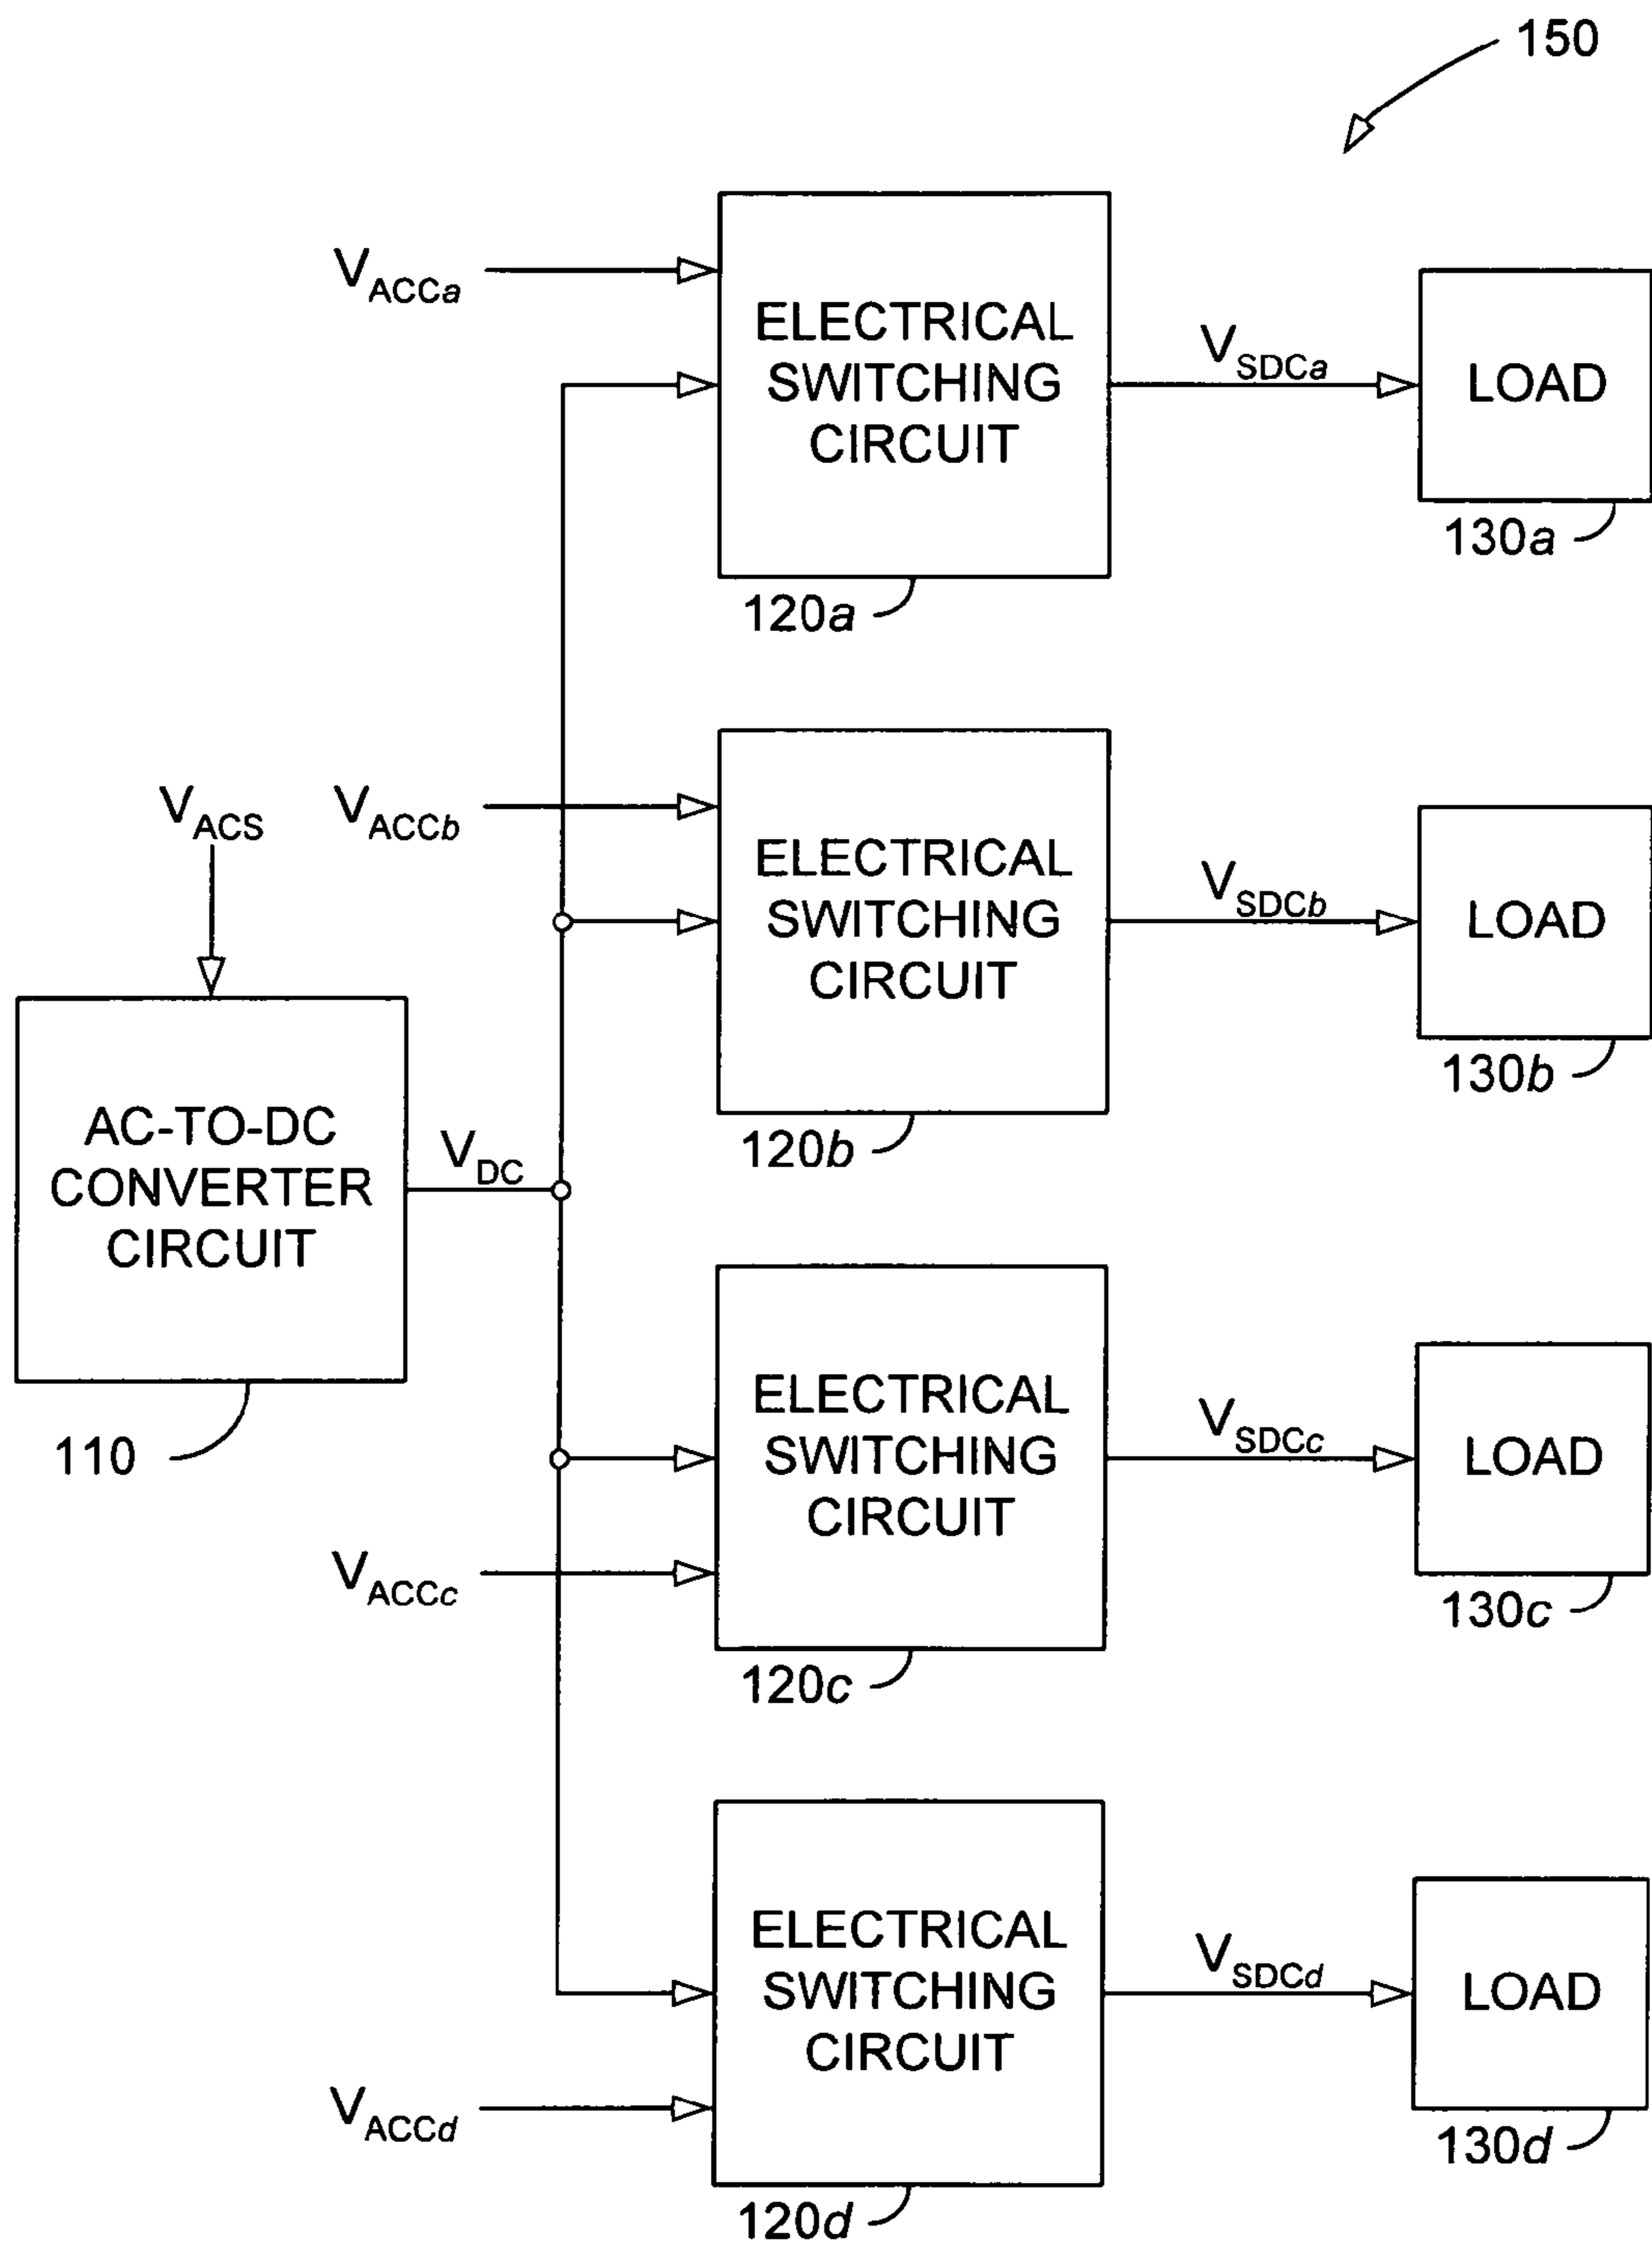 150
VACCa
ELECTRICAL
SWITCHING
CIRCUIT
VSDCa
LOAD
130a
120a
VACS
VACCb
ELECTRICAL
SWITCHING
CIRCUIT
VSDCb
LOAD
130b
120b
AC-TO-DC
CONVERTER
CIRCUIT
VDC
110
ELECTRICAL
SWITCHING
CIRCUIT
VSDCc
LOAD
VACCc
130c
120c
ELECTRICAL
SWITCHING
CIRCUIT
VSDCd
LOAD
VACCd
130d
120d